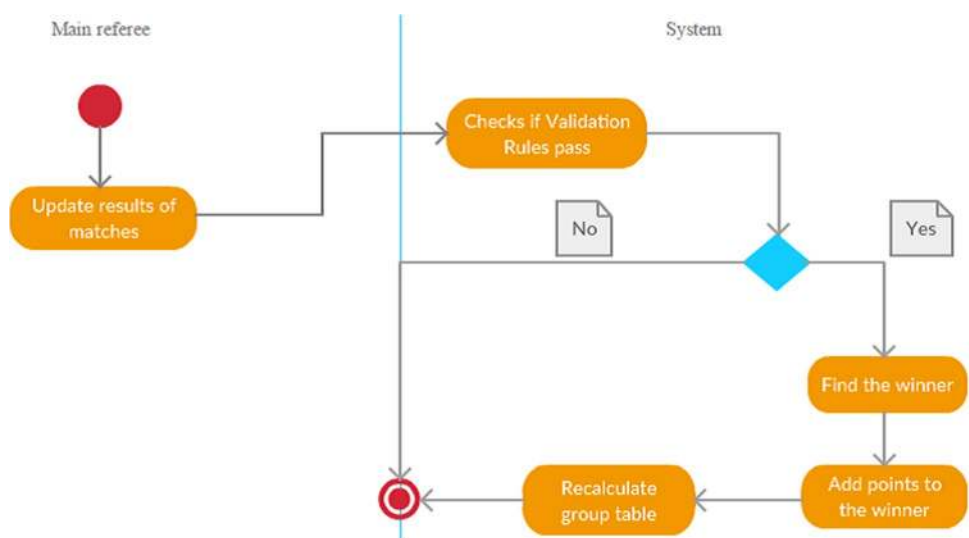 Main referee
System
Checks if Validation
Rules pass
Update results of
matches
No
Yes
Find the winner
Add points to
the winner
Recalculate
group table